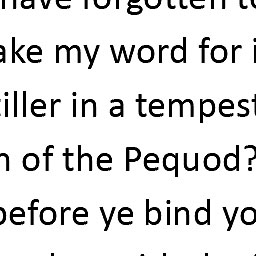 have forgotten to
ake my word for i
tiller in a tempest
n of the Pequod?
before ye bind yo